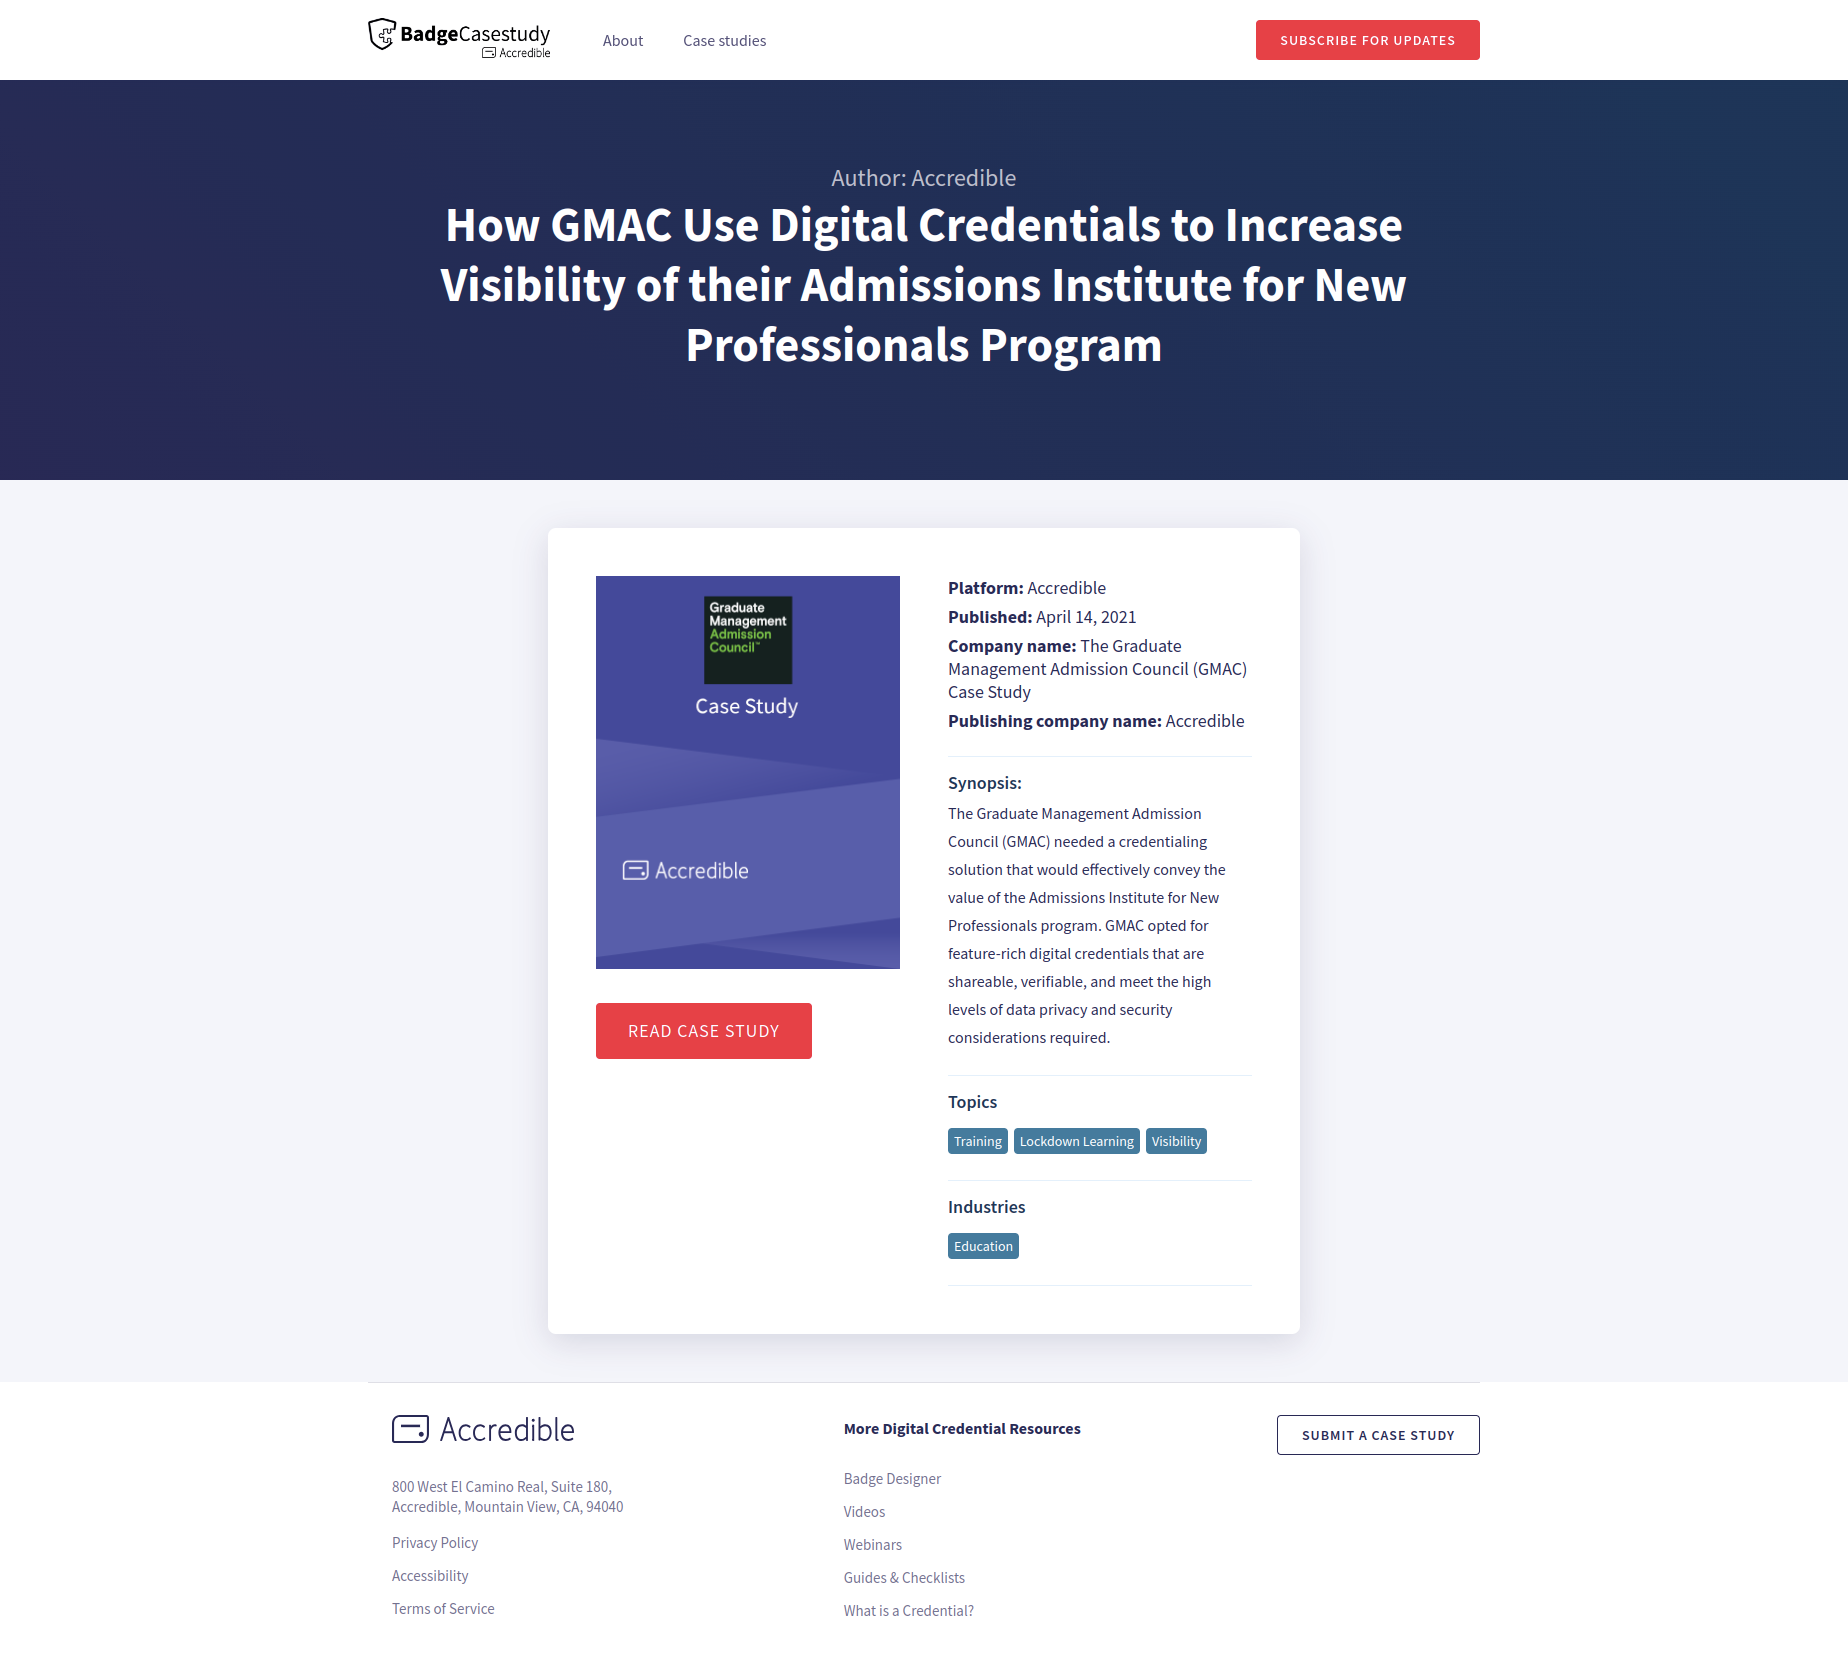 BadgeCasestudy
Accredible
About
Case studies
SUBSCRIBE FOR UPDATES
Author: Accredible
How GMAC Use Digital Credentials to Increase
Visibility of their Admissions Institute for New
Professionals Program
Graduate
Management
Admission
Council™
Case Study
Accredible
READ CASE STUDY
Platform: Accredible
Published: April 14, 2021
Company name: The Graduate
Management Admission Council (GMAC)
Case Study
Publishing company name: Accredible
Synopsis:
The Graduate Management Admission
Council (GMAC) needed a credentialing
solution that would effectively convey the
value of the Admissions Institute for New
Professionals program. GMAC opted for
feature-rich digital credentials that are
shareable, verifiable, and meet the high
levels of data privacy and security
considerations required.
Topics
Training Lockdown Learning Visibility
Industries
Education
Accredible
800 West El Camino Real, Suite 180,
Accredible, Mountain View, CA, 94040
Privacy Policy
Accessibility
Terms of Service
More Digital Credential Resources
Badge Designer
Videos
Webinars
Guides & Checklists
What is a Credential?
SUBMIT A CASE STUDY